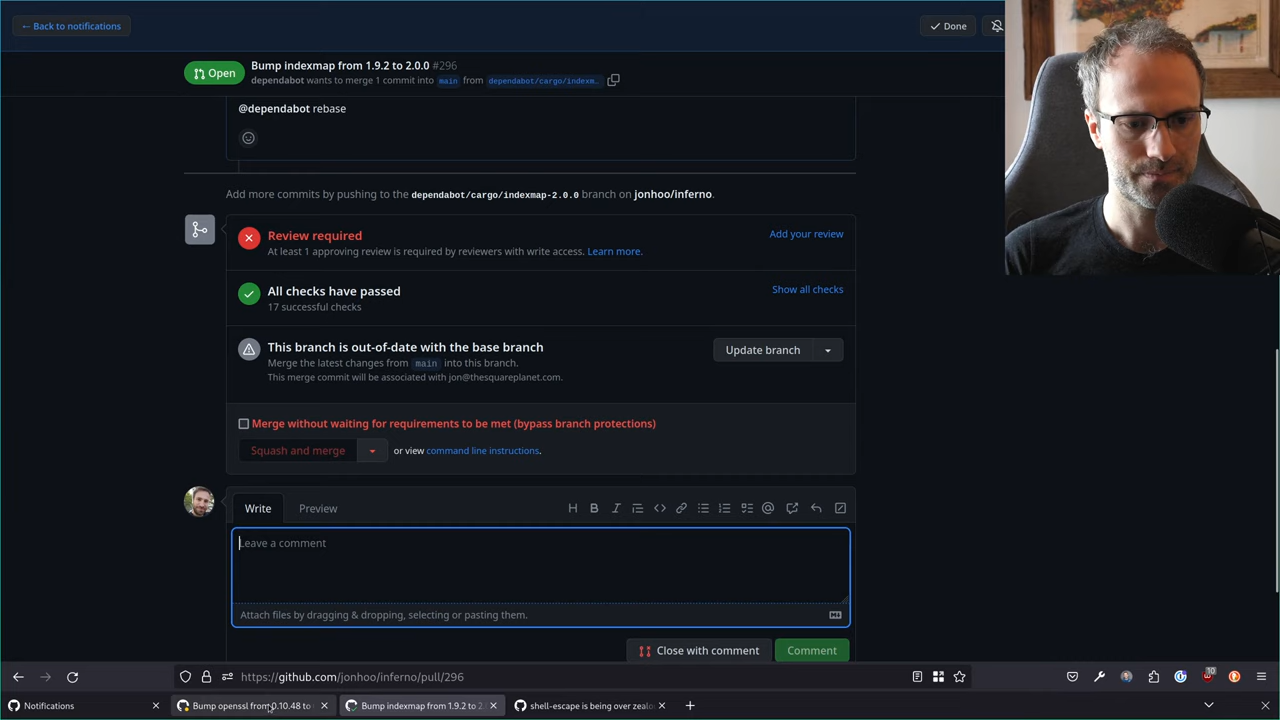 ← Back to notifications
Done
Open
Bump indexmap from 1.9.2 to 2.0.0 #296
dependabot wants to merge 1 commit into main from dependabot/cargo/indexm…
@dependabot rebase
Add more commits by pushing to the dependabot/cargo/indexmap-2.0.0 branch on jonhoo/inferno.
Review required
Add your review
At least 1 approving review is required by reviewers with write access. Learn more.
All checks have passed
Show all checks
17 successful checks
This branch is out-of-date with the base branch
Update branch
Merge the latest changes from main into this branch.
This merge commit will be associated with jon@thesquareplanet.com.
Merge without waiting for requirements to be met (bypass branch protections)
Squash and merge or view command line instructions.
Write Preview
Leave a comment
Attach files by dragging & dropping, selecting or pasting them.
Close with comment Comment
https://github.com/jonhoo/inferno/pull/296
10
Notifications
Bump openssl from 0.10.48 to
Bump indexmap from 1.9.2 to 2.
shell-escape is being over zealo